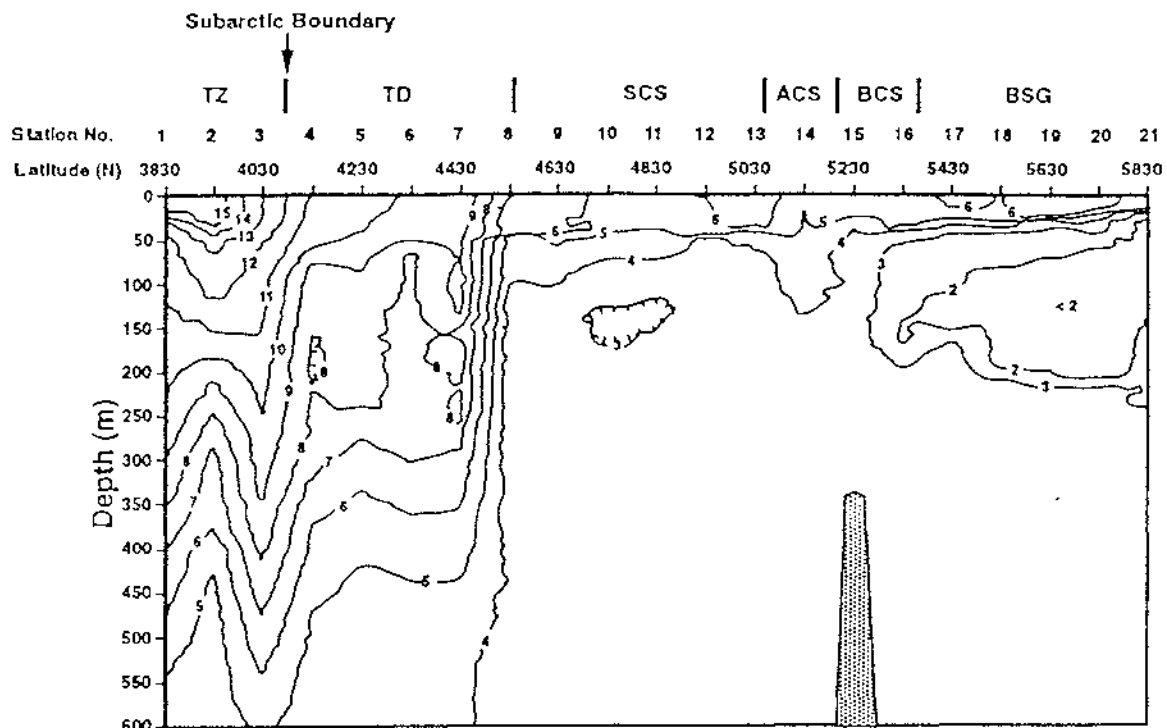 Subarctic Boundary
TZ TD SCS ACS BCS BSG
Station No. 1 2 3 4 5 6 7 8 9 10 11 12 13 14 15 16 17 18 19 20 21
Latitude (N) 3830 4030 4230 4430 4630 4830 5030 5230 5430 5630 5830
0
15 14 6 6 6
9 8
13 6 5 5
50
12 4 4 3
11
100
2 < 2
150
10
8 8
200
9 2
3
250
8
300
8 7
350
7 6
400
6
450
5 5
500
4
550
600
Depth (m)